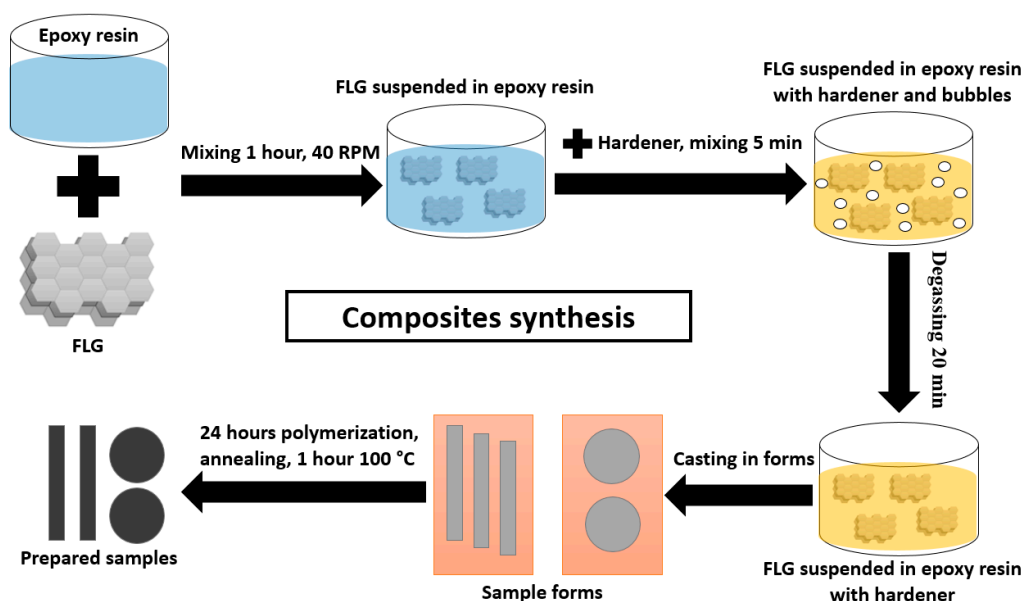 Epoxy resin
FLG
Mixing 1 hour, 40 RPM
FLG suspended in epoxy resin
Hardener, mixing 5 min
FLG suspended in epoxy resin
with hardener and bubbles
Degassing 20 min
Composites synthesis
FLG suspended in epoxy resin
with hardener
Casting in forms
Sample forms
24 hours polymerization,
annealing, 1 hour 100 °C
Prepared samples